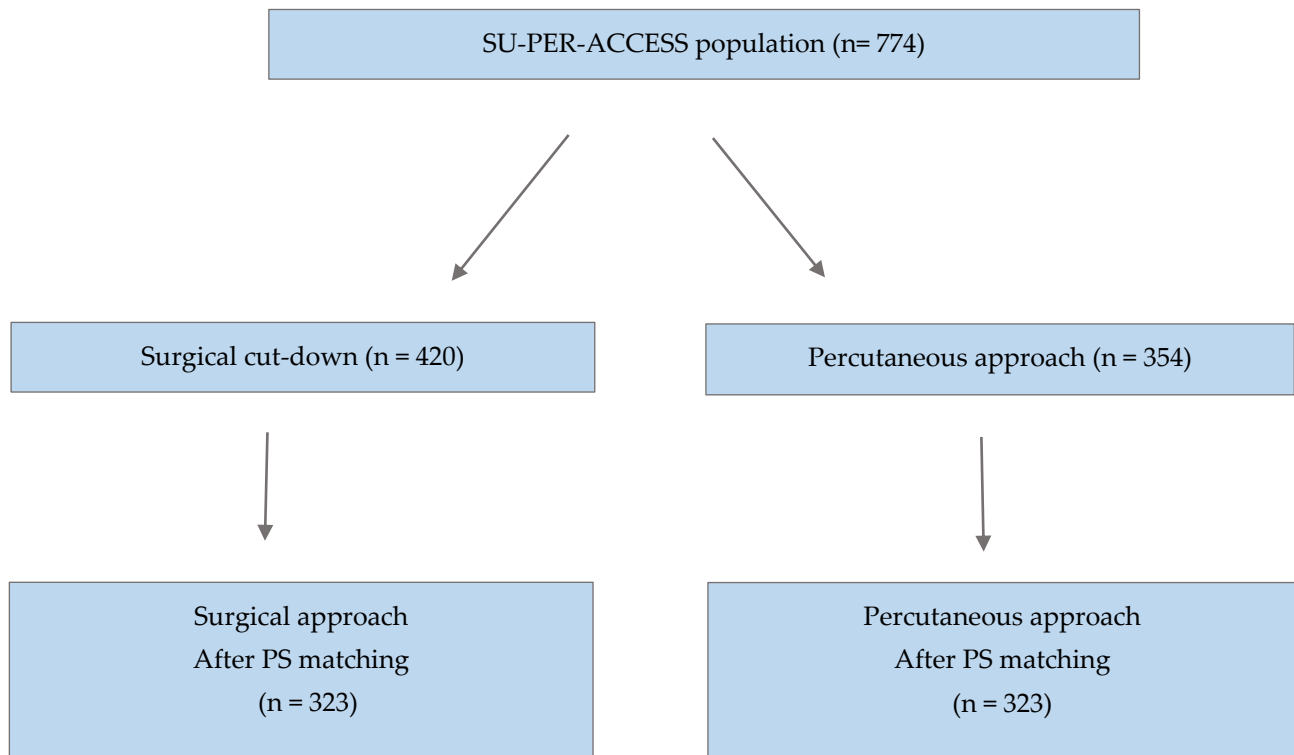 SU-PER-ACCESS population (n= 774)
Surgical cut-down (n = 420)
Percutaneous approach (n = 354)
Surgical approach
After PS matching
(n = 323)
Percutaneous approach
After PS matching
(n = 323)